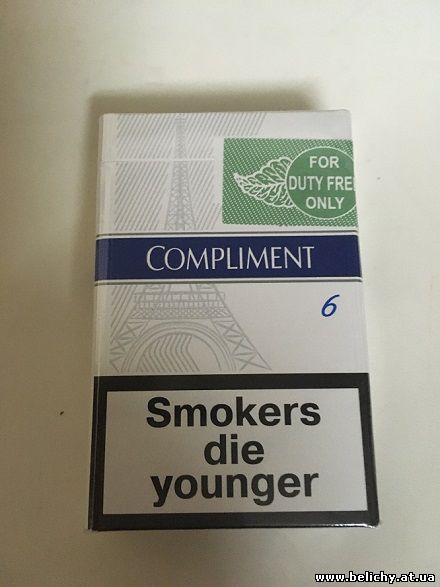 FOR
DUTY FRE
ONLY
COMPLIMENT
6
Smokers
die
younger
www.belichy.at.ua